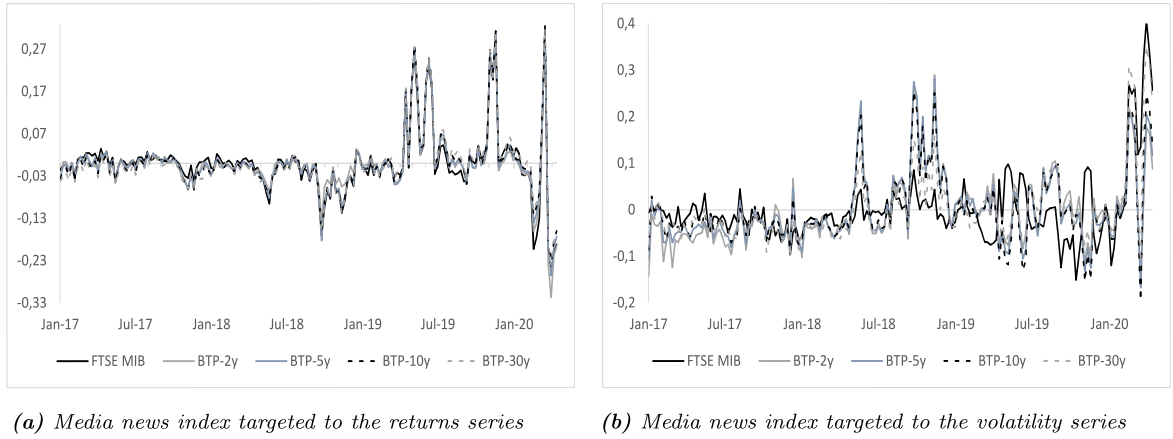 0,27
0,17
0,07
-0,03
-0,13
-0,23
-0,33
Jan-17 Jul-17 Jan-18 Jul-18 Jan-19 Jul-19 Jan-20
FTSE MIB BTP-2y BTP-5y BTP-10y BTP-30y
(a) Media news index targeted to the returns series
0,4
0,3
0,2
0,1
0
-0,1
-0,2
Jan-17 Jul-17 Jan-18 Jul-18 Jan-19 Jul-19 Jan-20
FTSE MIB BTP-2y BTP-5y BTP-10y BTP-30y
(b) Media news index targeted to the volatility series